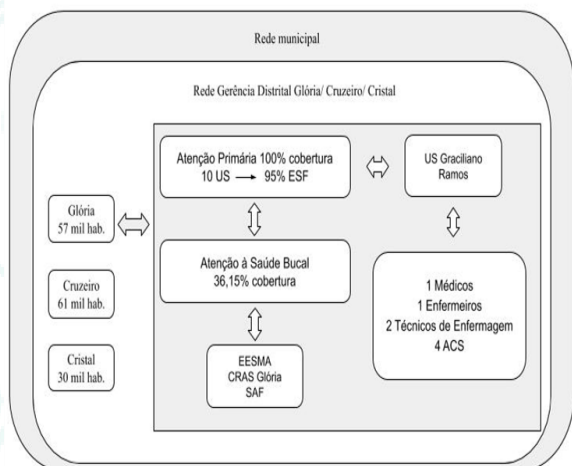 Rede municipal
Rede Gerência Distrital Glória/ Cruzeiro/ Cristal
Glória
57 mil hab.
Cruzeiro
61 mil hab.
Cristal
30 mil hab.
Atenção Primária 100% cobertura
10 US → 95% ESF
Atenção à Saúde Bucal
36,15% cobertura
EESMA
CRAS Glória
SAF
US Graciliano
Ramos
1 Médicos
1 Enfermeiros
2 Técnicos de Enfermagem
4 ACS